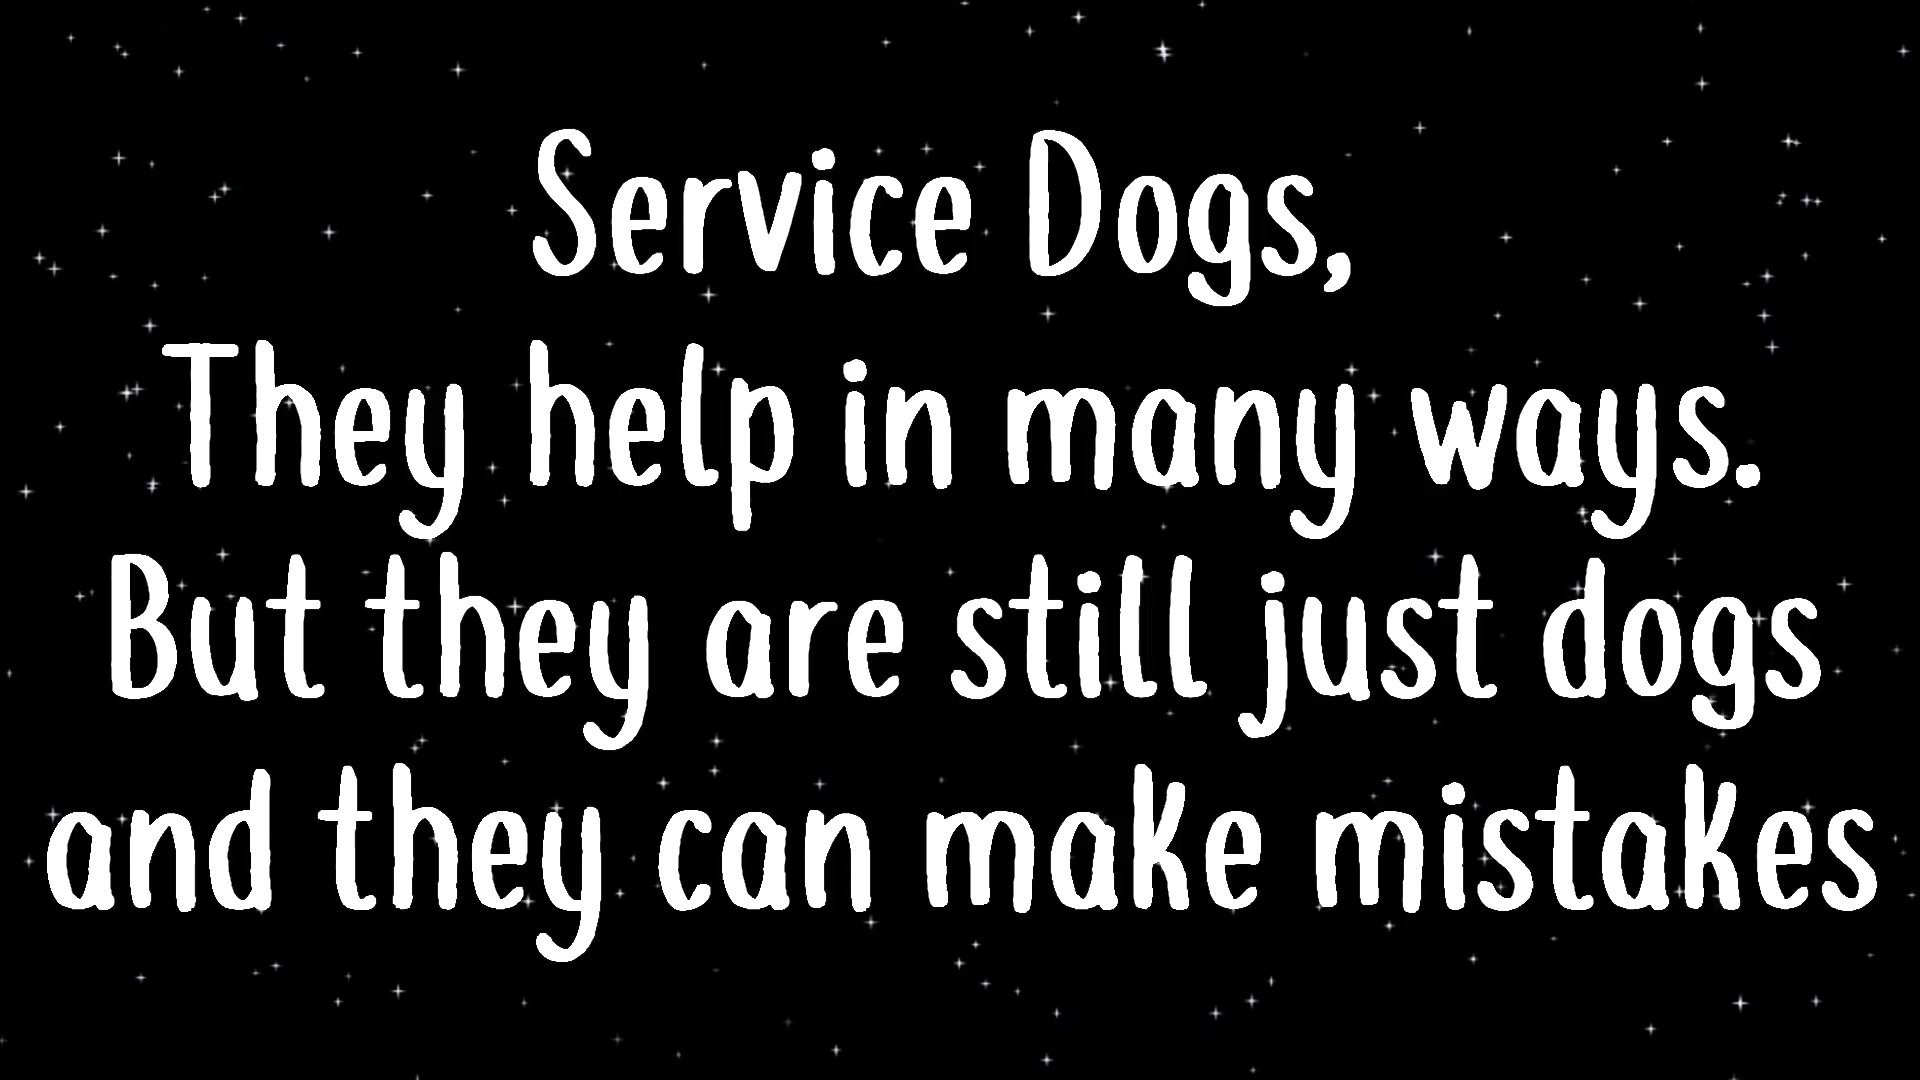 Service Dogs,
They help in many ways.
But they are still just dogs
and they can make mistakes